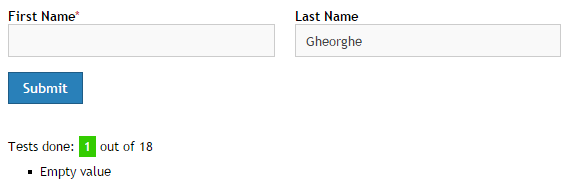 First Name* Last Name
Gheorghe
Submit
Tests done: 1 out of 18
Empty value